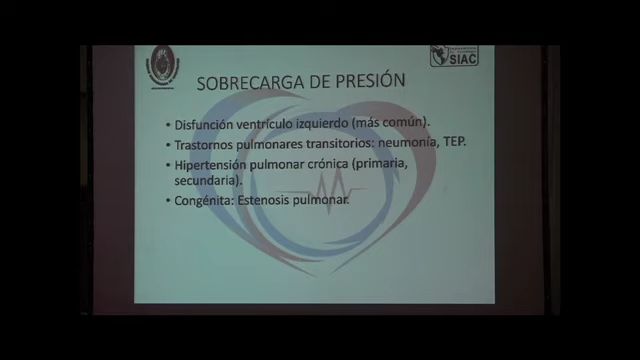 SIAC
SOBRECARGA DE PRESIÓN
• Disfunción ventrículo izquierdo (más común).
• Trastornos pulmonares transitorios: neumonía, TEP.
• Hipertensión pulmonar crónica (primaria,
secundaria).
• Congénita: Estenosis pulmonar.